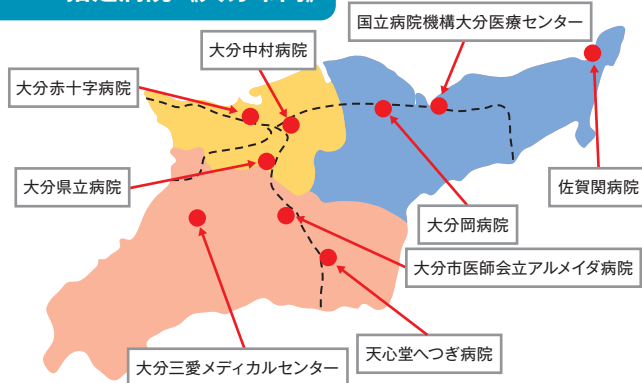 国立病院機構大分医療センター
大分中村病院
大分赤十字病院
大分県立病院
佐賀関病院
大分岡病院
大分市医師会立アルメイダ病院
天心堂へつぎ病院
大分三愛メディカルセンター